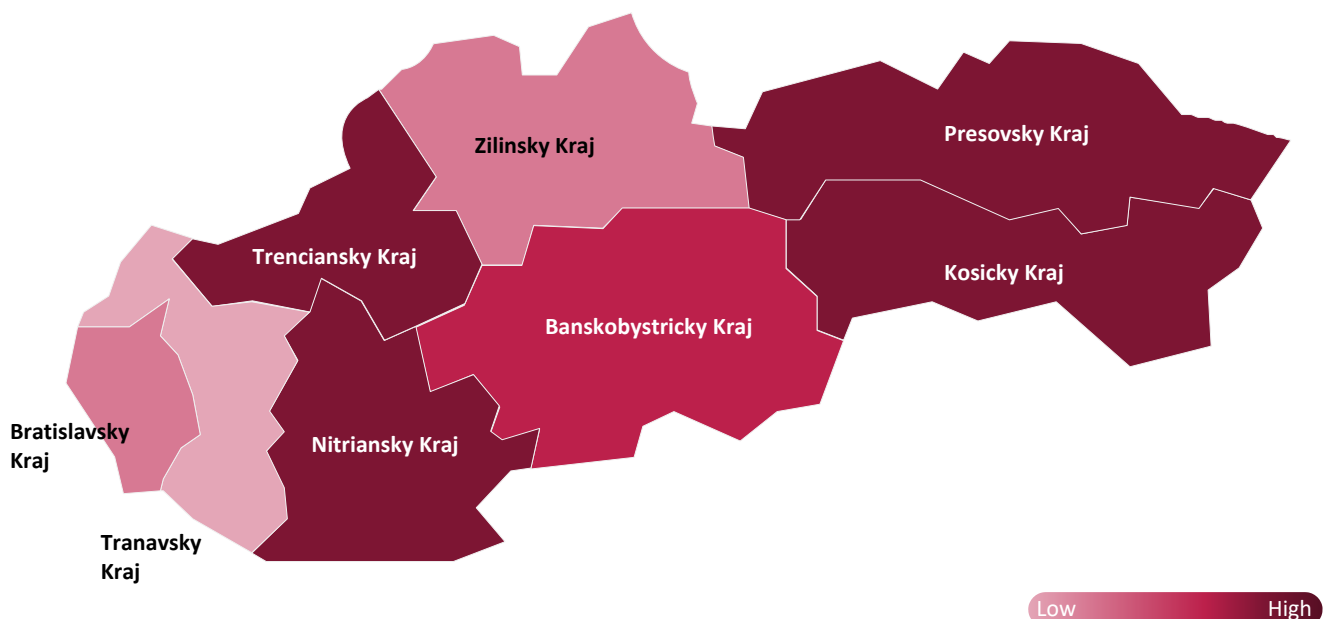 Zilinsky Kraj
Presovsky Kraj
Trenciansky Kraj
Kosicky Kraj
Banskobystricky Kraj
Bratislavsky
Kraj
Nitriansky Kraj
Tranavsky
Kraj
Low
High